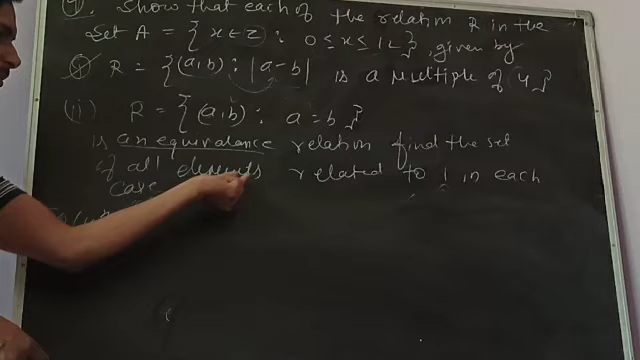 Show that each of the relation R in the
Set A = { x ∈ Z : 0 ≤ x ≤ 12 }, given by
R = { (a, b) : |a - b| is a multiple of 4 }
(ii) R = { (a, b) : a = b }
is an equivalence relation find the set
of all elements related to 1 in each
case